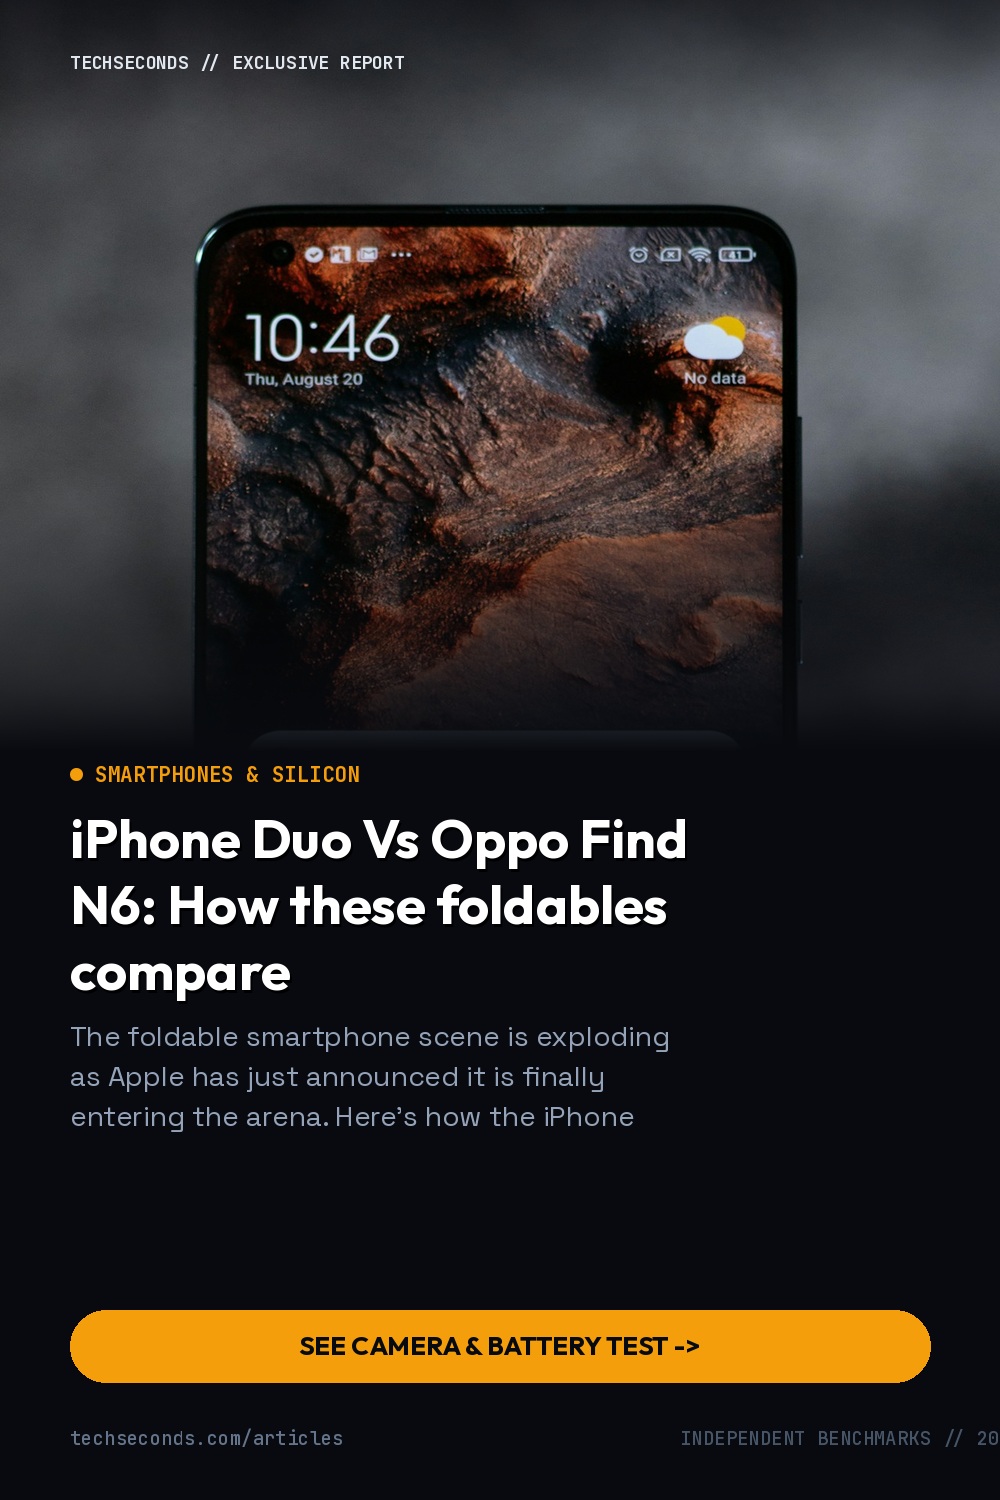 TECHSECONDS // EXCLUSIVE REPORT
41
10:46
Thu, August 20
No data
SMARTPHONES & SILICON
iPhone Duo Vs Oppo Find
N6: How these foldables
compare
The foldable smartphone scene is exploding
as Apple has just announced it is finally
entering the arena. Here's how the iPhone
SEE CAMERA & BATTERY TEST ->
techseconds.com/articles
INDEPENDENT BENCHMARKS // 20